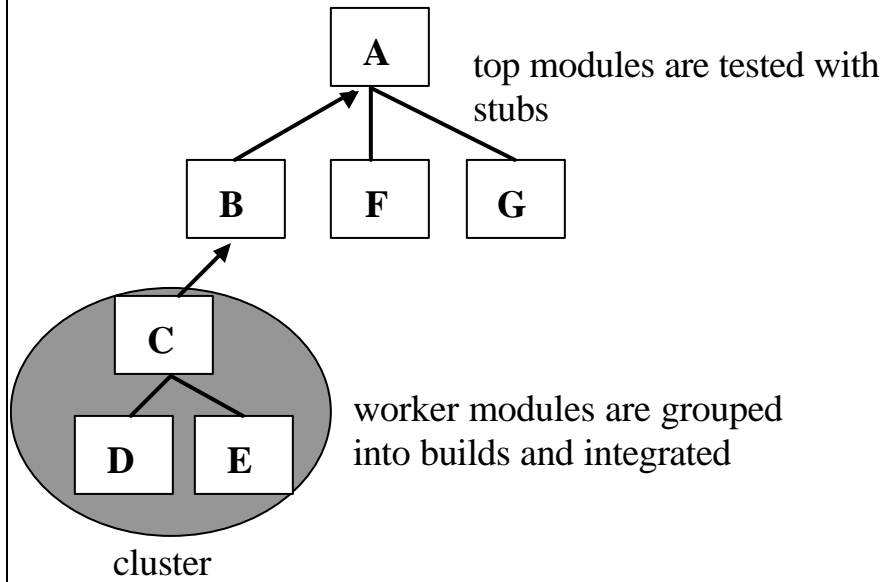 A
top modules are tested with
stubs
B F G
C
worker modules are grouped
into builds and integrated
D E
cluster